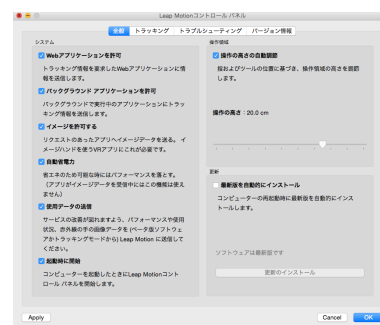 Leap Motionコントロール パネル
全般 トラッキング トラブルシューティング バージョン情報
システム
Webアプリケーションを許可
トラッキング情報を要求したWebアプリケーションに情
報を送信します。
バックグラウンド アプリケーションを許可
バックグラウンドで実行中のアプリケーションにトラッ
キング情報を送信します。
イメージを許可する
リクエストのあったアプリへイメージデータを送る。イ
メージハンドを使うVRアプリにこれが必要です。
自動省電力
省エネのため可能な時にはパフォーマンスを落とす。
（アプリがイメージデータを受信中にはこの機能は使え
ません）
使用データの送信
サービスの改善が図れますよう、パフォーマンスや使用
状況、赤外線の手の画像データを (ベータ版ソフトウェ
アかトラッキングモードから) Leap Motion に送信して
ください。
起動時に開始
コンピューターを起動したときにLeap Motionコント
ロール パネルを開始します。
操作領域
操作の高さの自動調節
指およびツールの位置に基づき、操作領域の高さを調節
します。
操作の高さ：20.0 cm
更新
最新版を自動的にインストール
コンピューターの再起動時に最新版を自動的にインス
トールします。
ソフトウェアは最新版です
更新のインストール
Apply
Cancel
OK